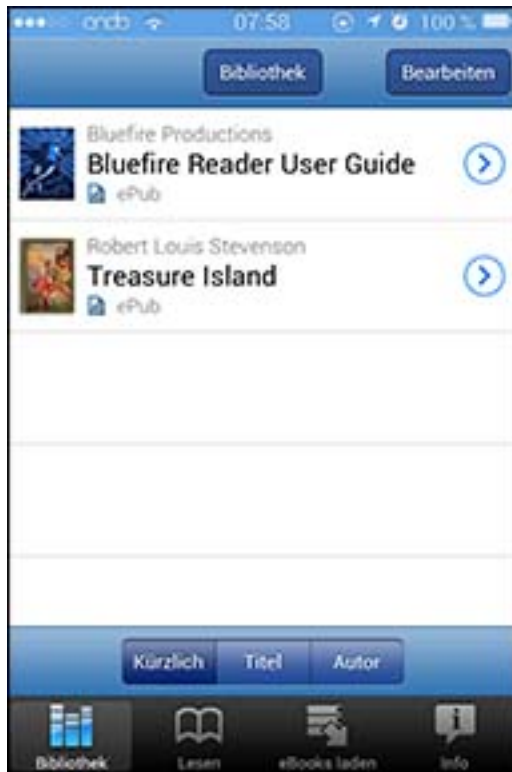 07:58 100 %
Bibliothek Bearbeiten
Bluefire Productions
Bluefire Reader User Guide
ePub
Robert Louis Stevenson
Treasure Island
ePub
Kürzlich Titel Autor
Bibliothek Lesen eBooks laden Info